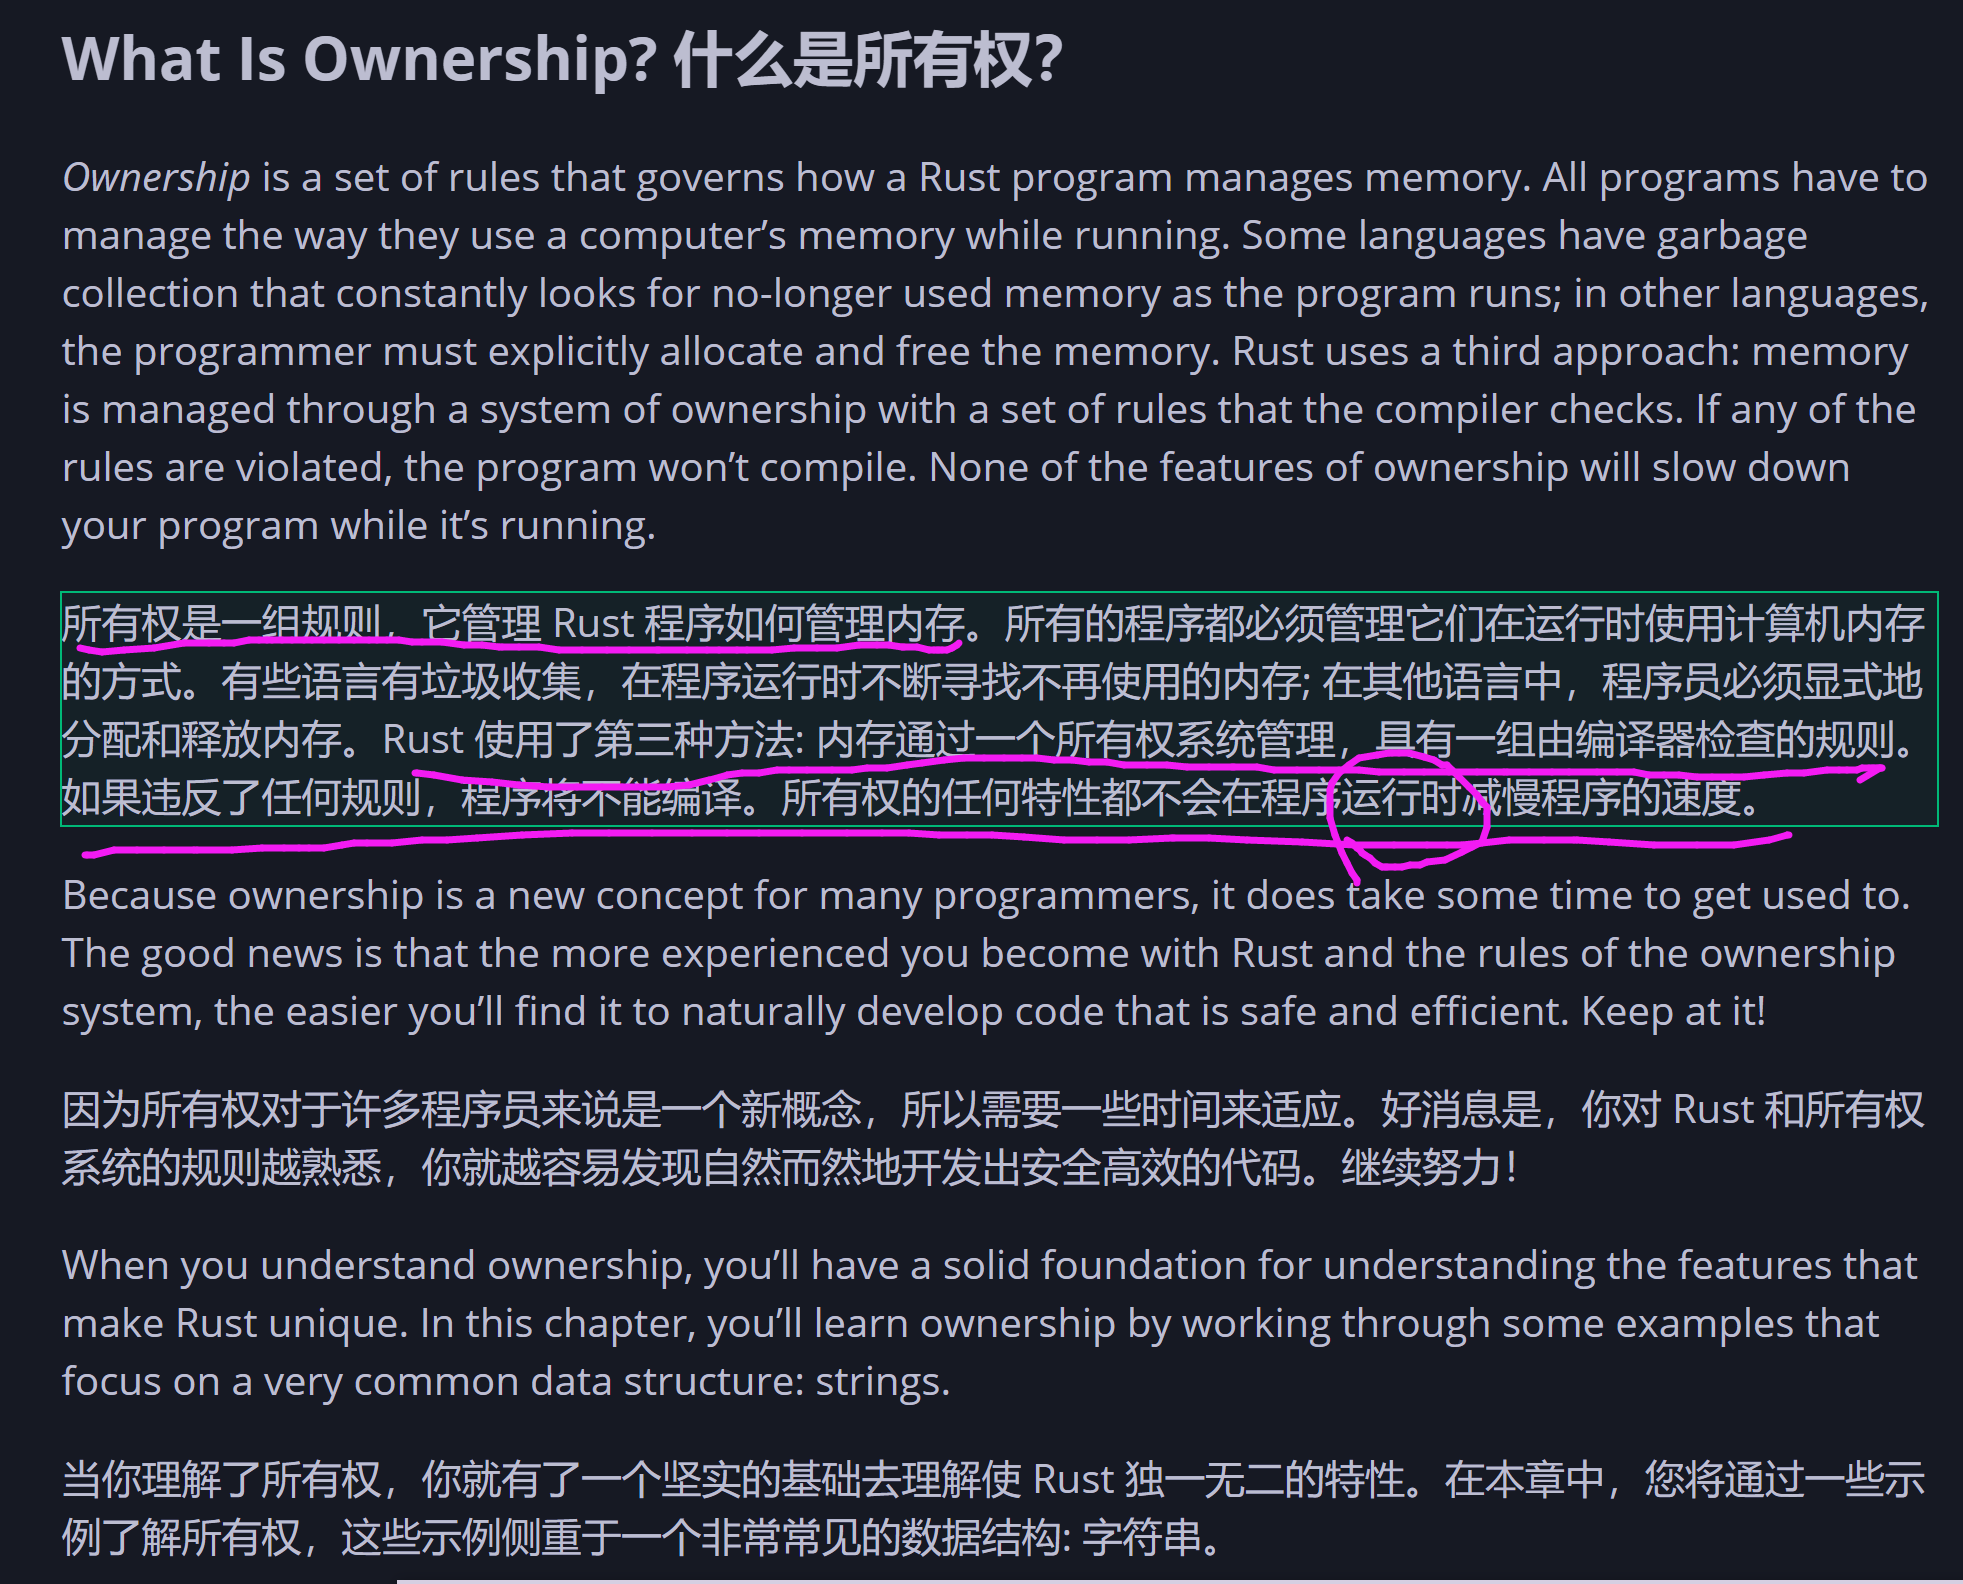 What Is Ownership? 什么是所有权?
Ownership is a set of rules that governs how a Rust program manages memory. All programs have to
manage the way they use a computer’s memory while running. Some languages have garbage
collection that constantly looks for no-longer used memory as the program runs; in other languages,
the programmer must explicitly allocate and free the memory. Rust uses a third approach: memory
is managed through a system of ownership with a set of rules that the compiler checks. If any of the
rules are violated, the program won’t compile. None of the features of ownership will slow down
your program while it’s running.
所有权是一组规则，它管理 Rust 程序如何管理内存。所有的程序都必须管理它们在运行时使用计算机内存
的方式。有些语言有垃圾收集，在程序运行时不断寻找不再使用的内存; 在其他语言中，程序员必须显式地
分配和释放内存。Rust 使用了第三种方法: 内存通过一个所有权系统管理，具有一组由编译器检查的规则。
如果违反了任何规则，程序将不能编译。所有权的任何特性都不会在程序运行时减慢程序的速度。
Because ownership is a new concept for many programmers, it does take some time to get used to.
The good news is that the more experienced you become with Rust and the rules of the ownership
system, the easier you’ll find it to naturally develop code that is safe and efficient. Keep at it!
因为所有权对于许多程序员来说是一个新概念，所以需要一些时间来适应。好消息是，你对 Rust 和所有权
系统的规则越熟悉，你就越容易发现自然而然地开发出安全高效的代码。继续努力！
When you understand ownership, you’ll have a solid foundation for understanding the features that
make Rust unique. In this chapter, you’ll learn ownership by working through some examples that
focus on a very common data structure: strings.
当你理解了所有权，你就有了一个坚实的基础去理解使 Rust 独一无二的特性。在本章中，您将通过一些示
例了解所有权，这些示例侧重于一个非常常见的数据结构: 字符串。